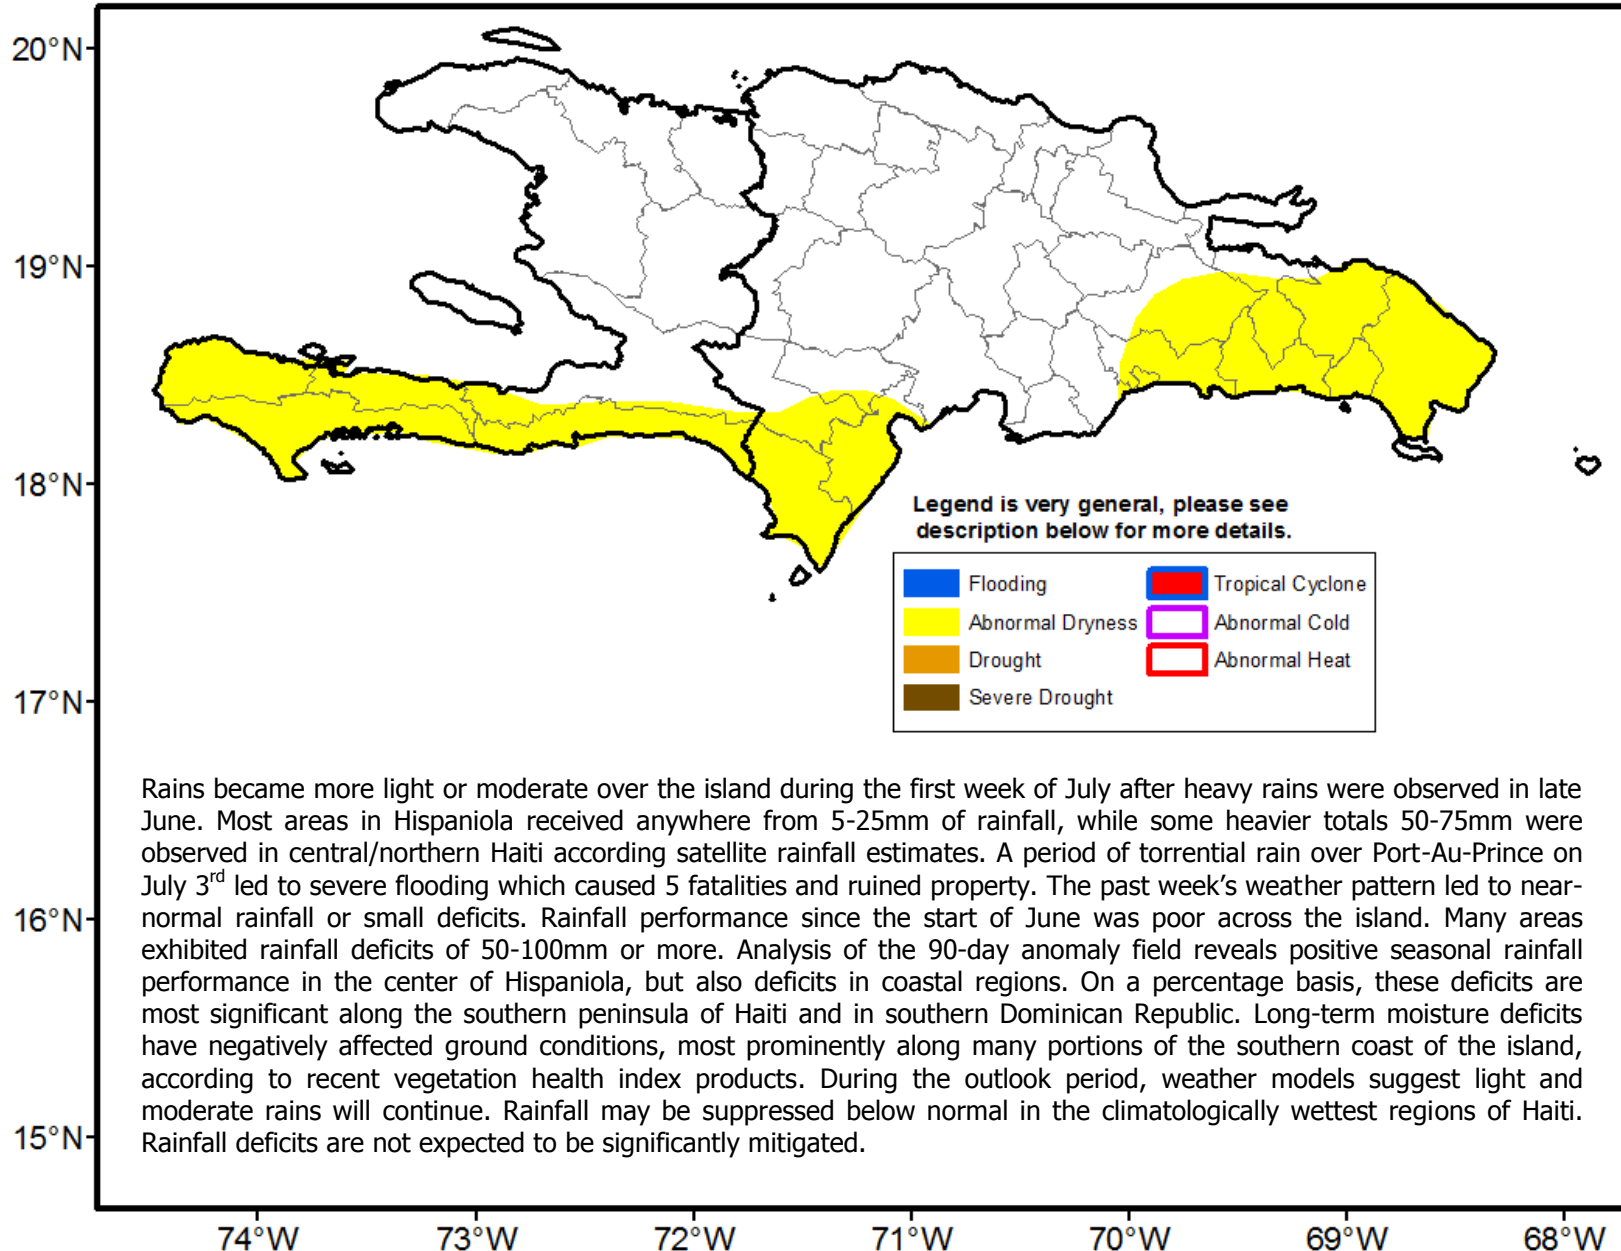 20°N
19°N
18°N
17°N
16°N
15°N
Legend is very general, please see
description below for more details.
Flooding
Tropical Cyclone
Abnormal Dryness
Abnormal Cold
Drought
Abnormal Heat
Severe Drought
Rains became more light or moderate over the island during the first week of July after heavy rains were observed in late
June. Most areas in Hispaniola received anywhere from 5-25mm of rainfall, while some heavier totals 50-75mm were
observed in central/northern Haiti according satellite rainfall estimates. A period of torrential rain over Port-Au-Prince on
July 3rd led to severe flooding which caused 5 fatalities and ruined property. The past week’s weather pattern led to near-
normal rainfall or small deficits. Rainfall performance since the start of June was poor across the island. Many areas
exhibited rainfall deficits of 50-100mm or more. Analysis of the 90-day anomaly field reveals positive seasonal rainfall
performance in the center of Hispaniola, but also deficits in coastal regions. On a percentage basis, these deficits are
most significant along the southern peninsula of Haiti and in southern Dominican Republic. Long-term moisture deficits
have negatively affected ground conditions, most prominently along many portions of the southern coast of the island,
according to recent vegetation health index products. During the outlook period, weather models suggest light and
moderate rains will continue. Rainfall may be suppressed below normal in the climatologically wettest regions of Haiti.
Rainfall deficits are not expected to be significantly mitigated.
74°W
73°W
72°W
71°W
70°W
69°W
68°W